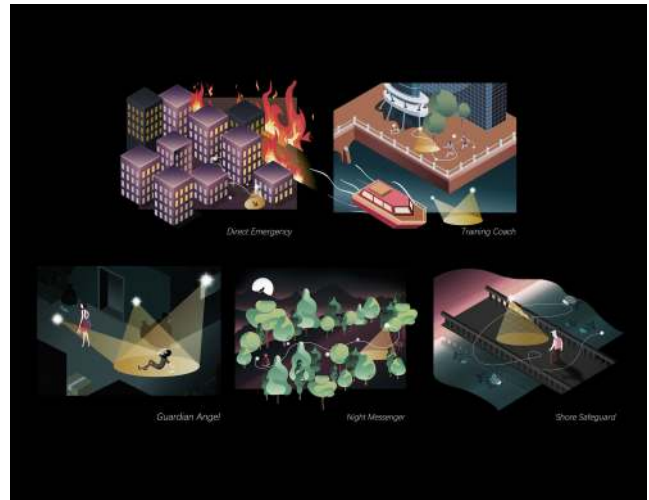 Direct Emergency
Training Coach
Guardian Angel
Night Messenger
Shore Safeguard